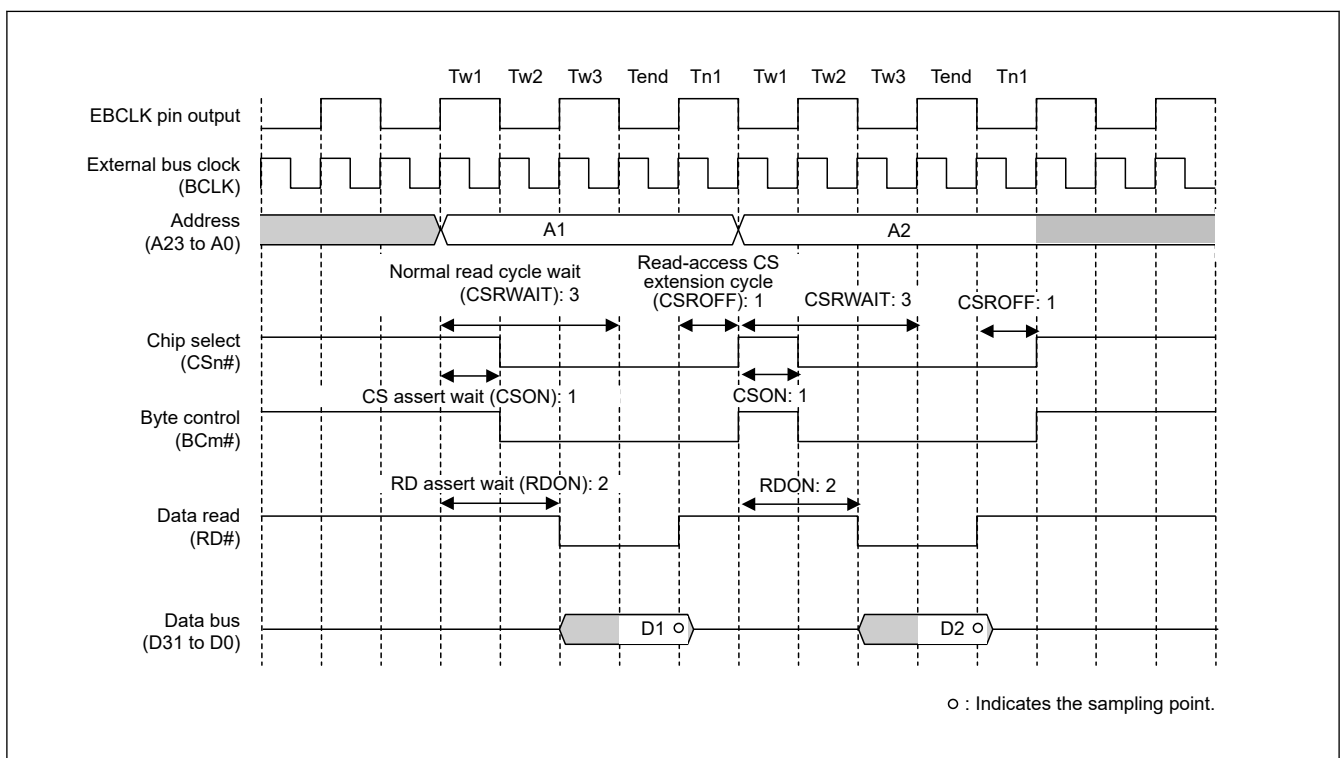 Tw1 Tw2 Tw3 Tend Tn1 Tw1 Tw2 Tw3 Tend Tn1
EBCLK pin output
External bus clock
(BCLK)
Address
(A23 to A0)
A1
A2
Normal read cycle wait
(CSRWAIT): 3
Read-access CS
extension cycle
(CSROFF): 1
CSRWAIT: 3
CSROFF: 1
Chip select
(CSn#)
CS assert wait (CSON): 1
CSON: 1
Byte control
(BCm#)
RD assert wait (RDON): 2
RDON: 2
Data read
(RD#)
Data bus
(D31 to D0)
D1
D2
: Indicates the sampling point.